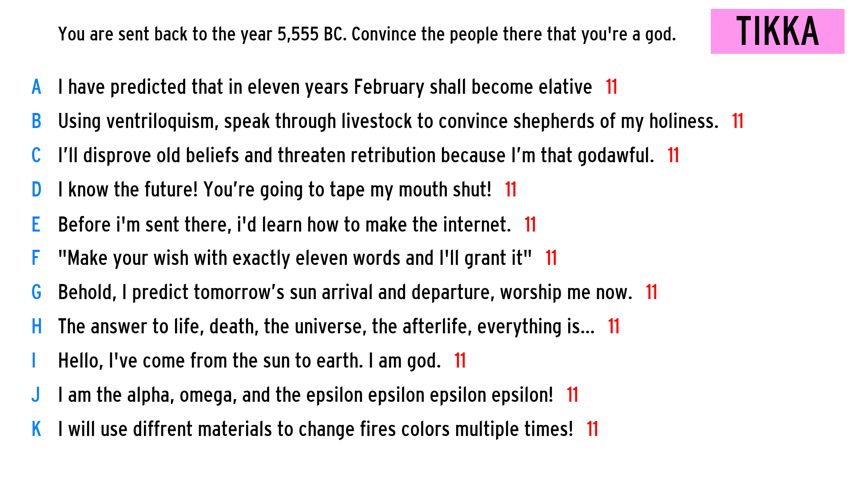 You are sent back to the year 5,555 BC. Convince the people there that you're a god.
TIKKA
A I have predicted that in eleven years February shall become elative 11
B Using ventriloquism, speak through livestock to convince shepherds of my holiness. 11
C I’ll disprove old beliefs and threaten retribution because I’m that godawful. 11
D I know the future! You’re going to tape my mouth shut! 11
E Before i'm sent there, i'd learn how to make the internet. 11
F "Make your wish with exactly eleven words and I'll grant it" 11
G Behold, I predict tomorrow’s sun arrival and departure, worship me now. 11
H The answer to life, death, the universe, the afterlife, everything is... 11
I Hello, I've come from the sun to earth. I am god. 11
J I am the alpha, omega, and the epsilon epsilon epsilon epsilon! 11
K I will use diffrent materials to change fires colors multiple times! 11